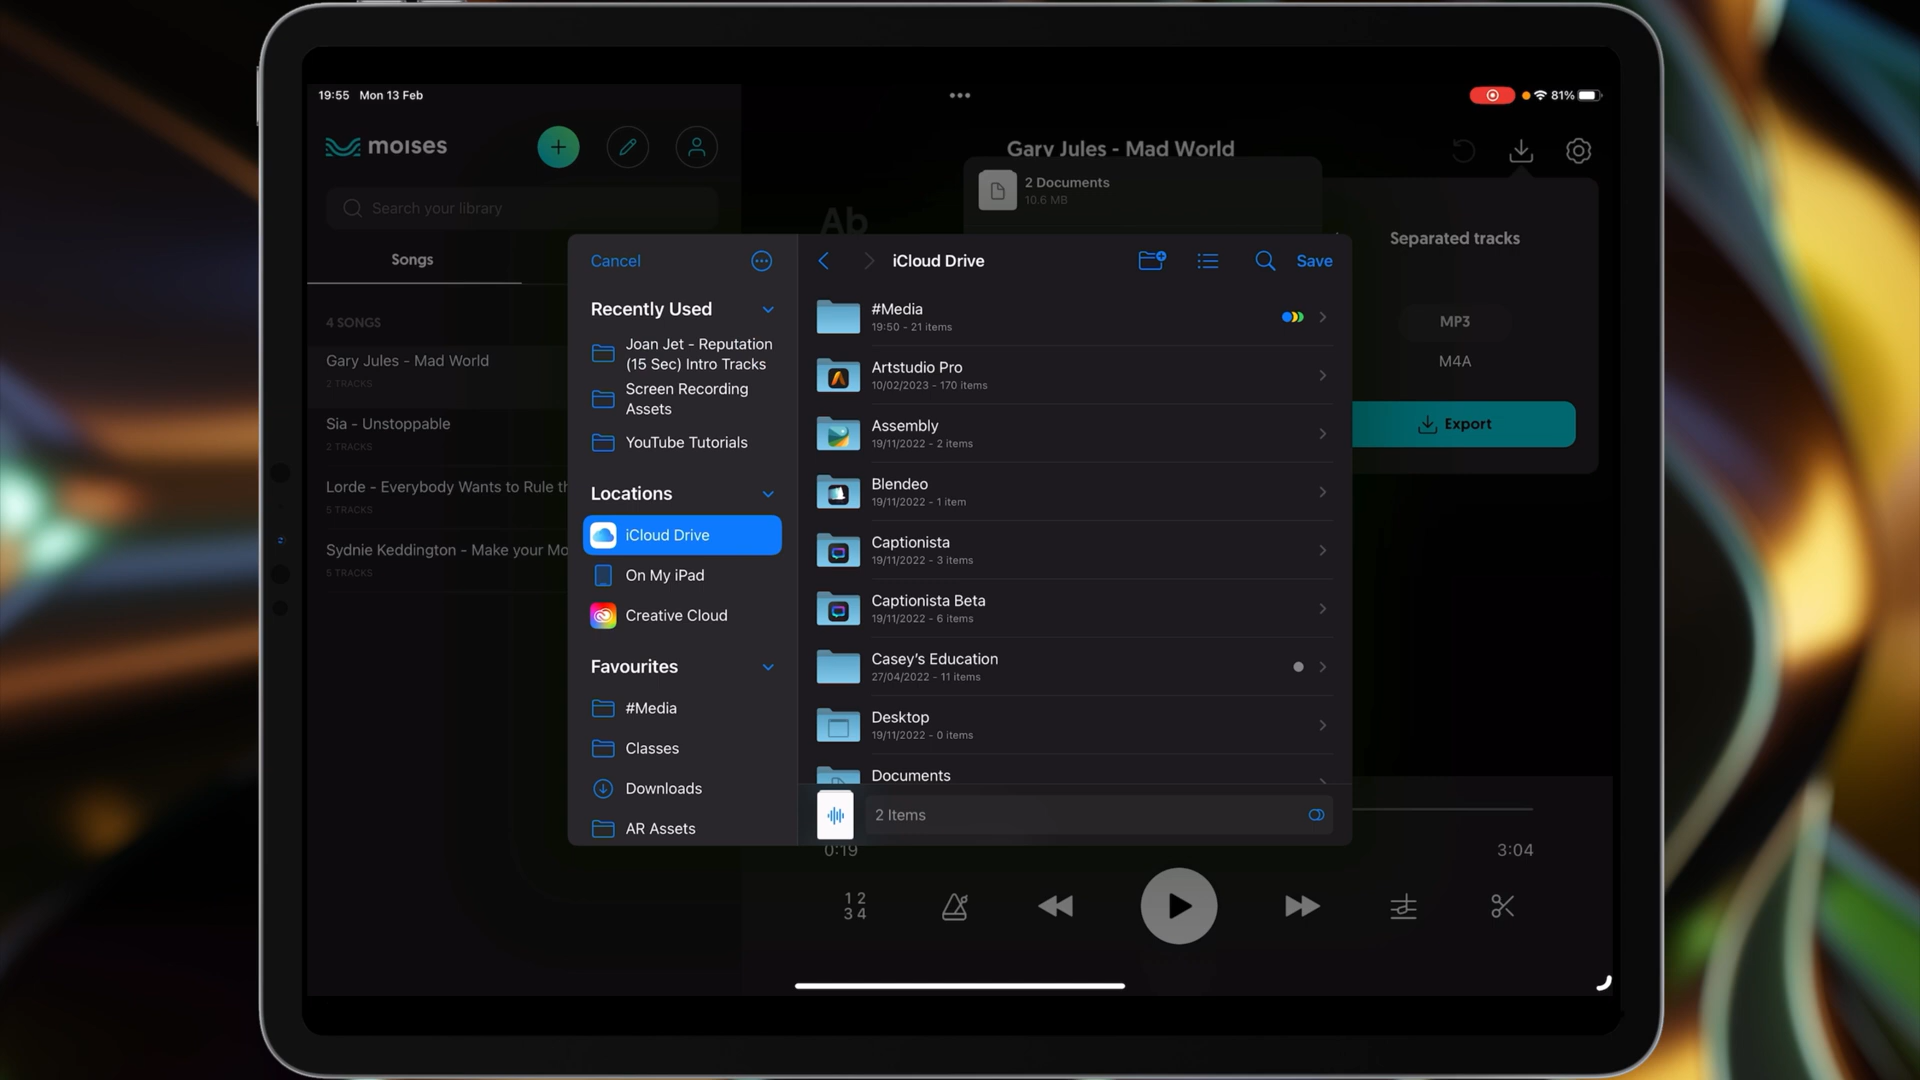 19:55 Mon 13 Feb
81%
moises
Search your library
Songs
4 SONGS
Gary Jules - Mad World
2 TRACKS
Sia - Unstoppable
2 TRACKS
Lorde - Everybody Wants to Rule th
5 TRACKS
Sydnie Keddington - Make your Mo
5 TRACKS
Gary Jules - Mad World
2 Documents
10.6 MB
Ab
Separated tracks
MP3
M4A
Export
Cancel
Recently Used
Joan Jet - Reputation
(15 Sec) Intro Tracks
Screen Recording
Assets
YouTube Tutorials
Locations
iCloud Drive
On My iPad
Creative Cloud
Favourites
#Media
Classes
Downloads
AR Assets
iCloud Drive
Save
#Media
19:50 - 21 items
Artstudio Pro
10/02/2023 - 170 items
Assembly
19/11/2022 - 2 items
Blendeo
19/11/2022 - 1 item
Captionista
19/11/2022 - 3 items
Captionista Beta
19/11/2022 - 6 items
Casey's Education
27/04/2022 - 11 items
Desktop
19/11/2022 - 0 items
Documents
2 Items
0:19
3:04
1 2
3 4